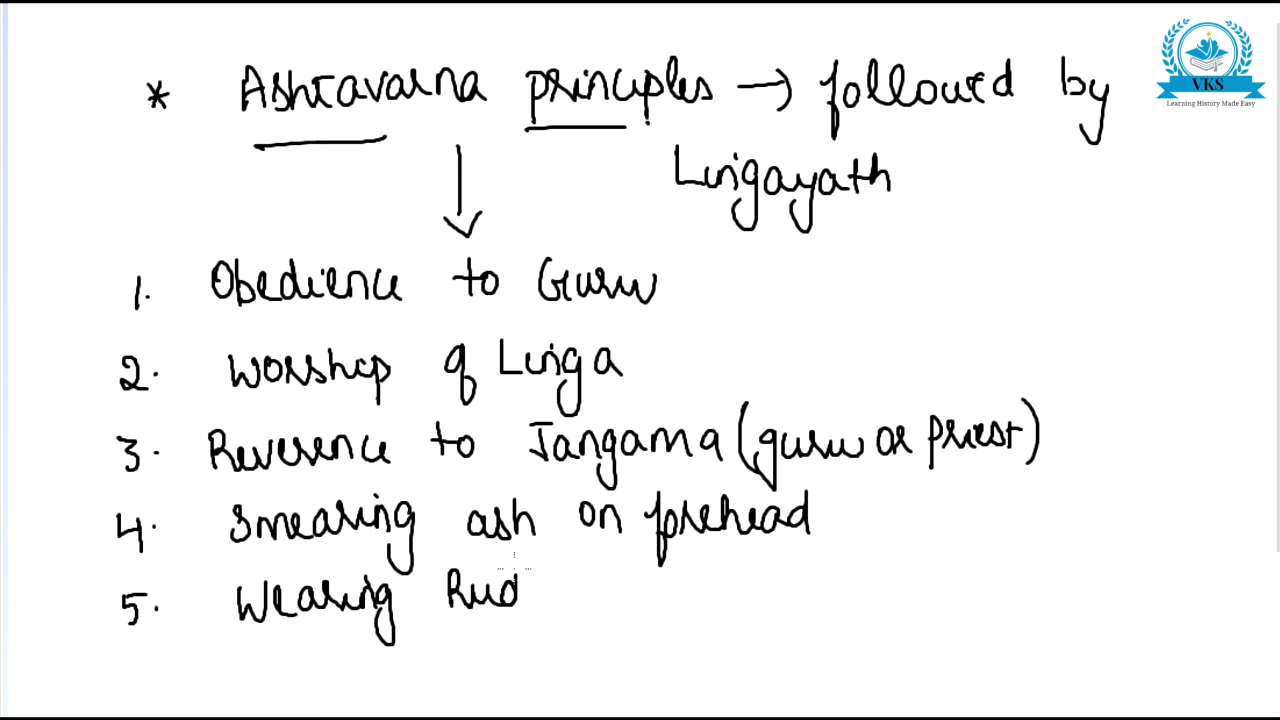 * Ashtavarna principles → followed by
Lingayath
↓
1. Obedience to Guru
2. Worship of Linga
3. Reverence to Jangama (guru or priest)
4. Smearing ash on forehead
5. Wearing Rud
VKS
Learning History Made Easy